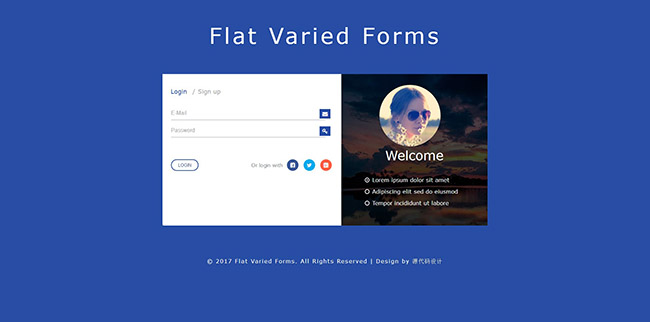 Flat Varied Forms
Login / Sign up
E-Mail
Password
LOGIN
Or login with
Welcome
Lorem ipsum dolor sit amet
Adipiscing elit sed do eiusmod
Tempor incididunt ut labore
© 2017 Flat Varied Forms. All Rights Reserved | Design by 源代码设计